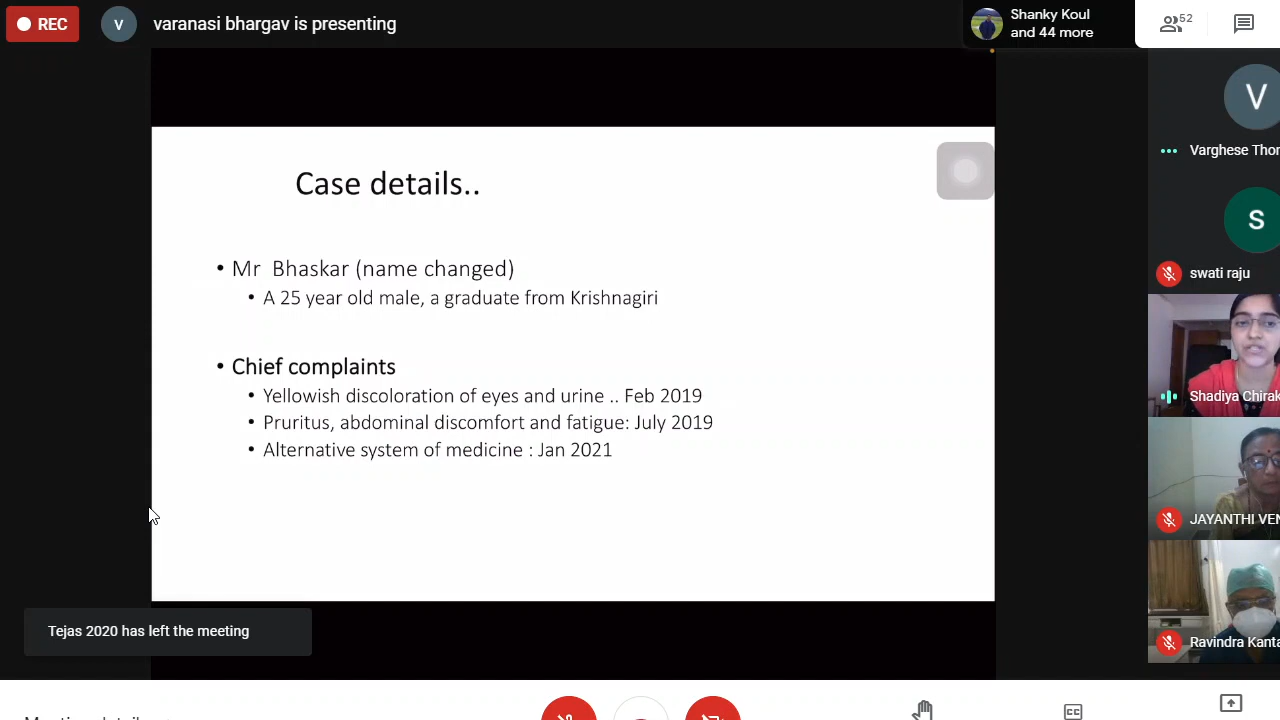 REC
V
varanasi bhargav is presenting
Shanky Koul
and 44 more
52
Case details..
• Mr Bhaskar (name changed)
• A 25 year old male, a graduate from Krishnagiri
• Chief complaints
• Yellowish discoloration of eyes and urine .. Feb 2019
• Pruritus, abdominal discomfort and fatigue: July 2019
• Alternative system of medicine : Jan 2021
V
Varghese Thor
S
swati raju
Shadiya Chirak
JAYANTHI VEN
Ravindra Kanta
Tejas 2020 has left the meeting
CC